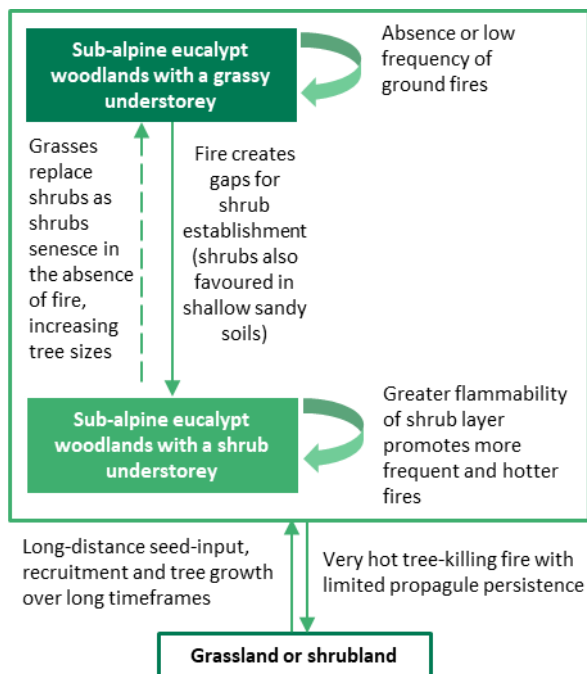 Sub-alpine eucalypt
woodlands with a grassy
understorey
Absence or low
frequency of
ground fires
Grasses
replace
shrubs as
shrubs
senesce in
the absence
of fire,
increasing
tree sizes
Fire creates
gaps for
shrub
establishment
(shrubs also
favoured in
shallow sandy
soils)
Sub-alpine eucalypt
woodlands with a shrub
understorey
Greater flammability
of shrub layer
promotes more
frequent and hotter
fires
Long-distance seed-input,
recruitment and tree growth
over long timeframes
Very hot tree-killing fire with
limited propagule persistence
Grassland or shrubland